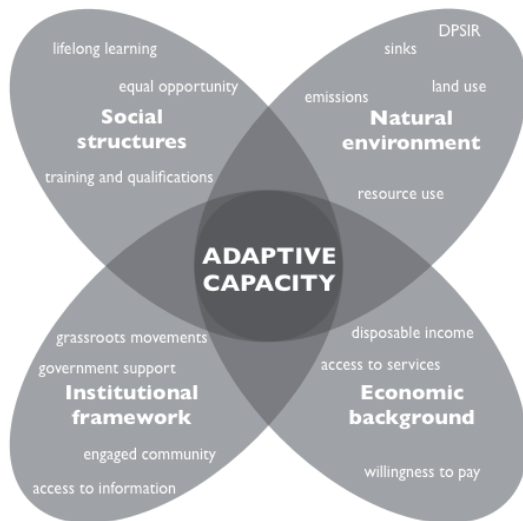 lifelong learning
equal opportunity
Social
structures
training and qualifications
DPSIR
sinks
land use
emissions
Natural
environment
resource use
ADAPTIVE
CAPACITY
grassroots movements
government support
Institutional
framework
engaged community
access to information
disposable income
access to services
Economic
background
willingness to pay